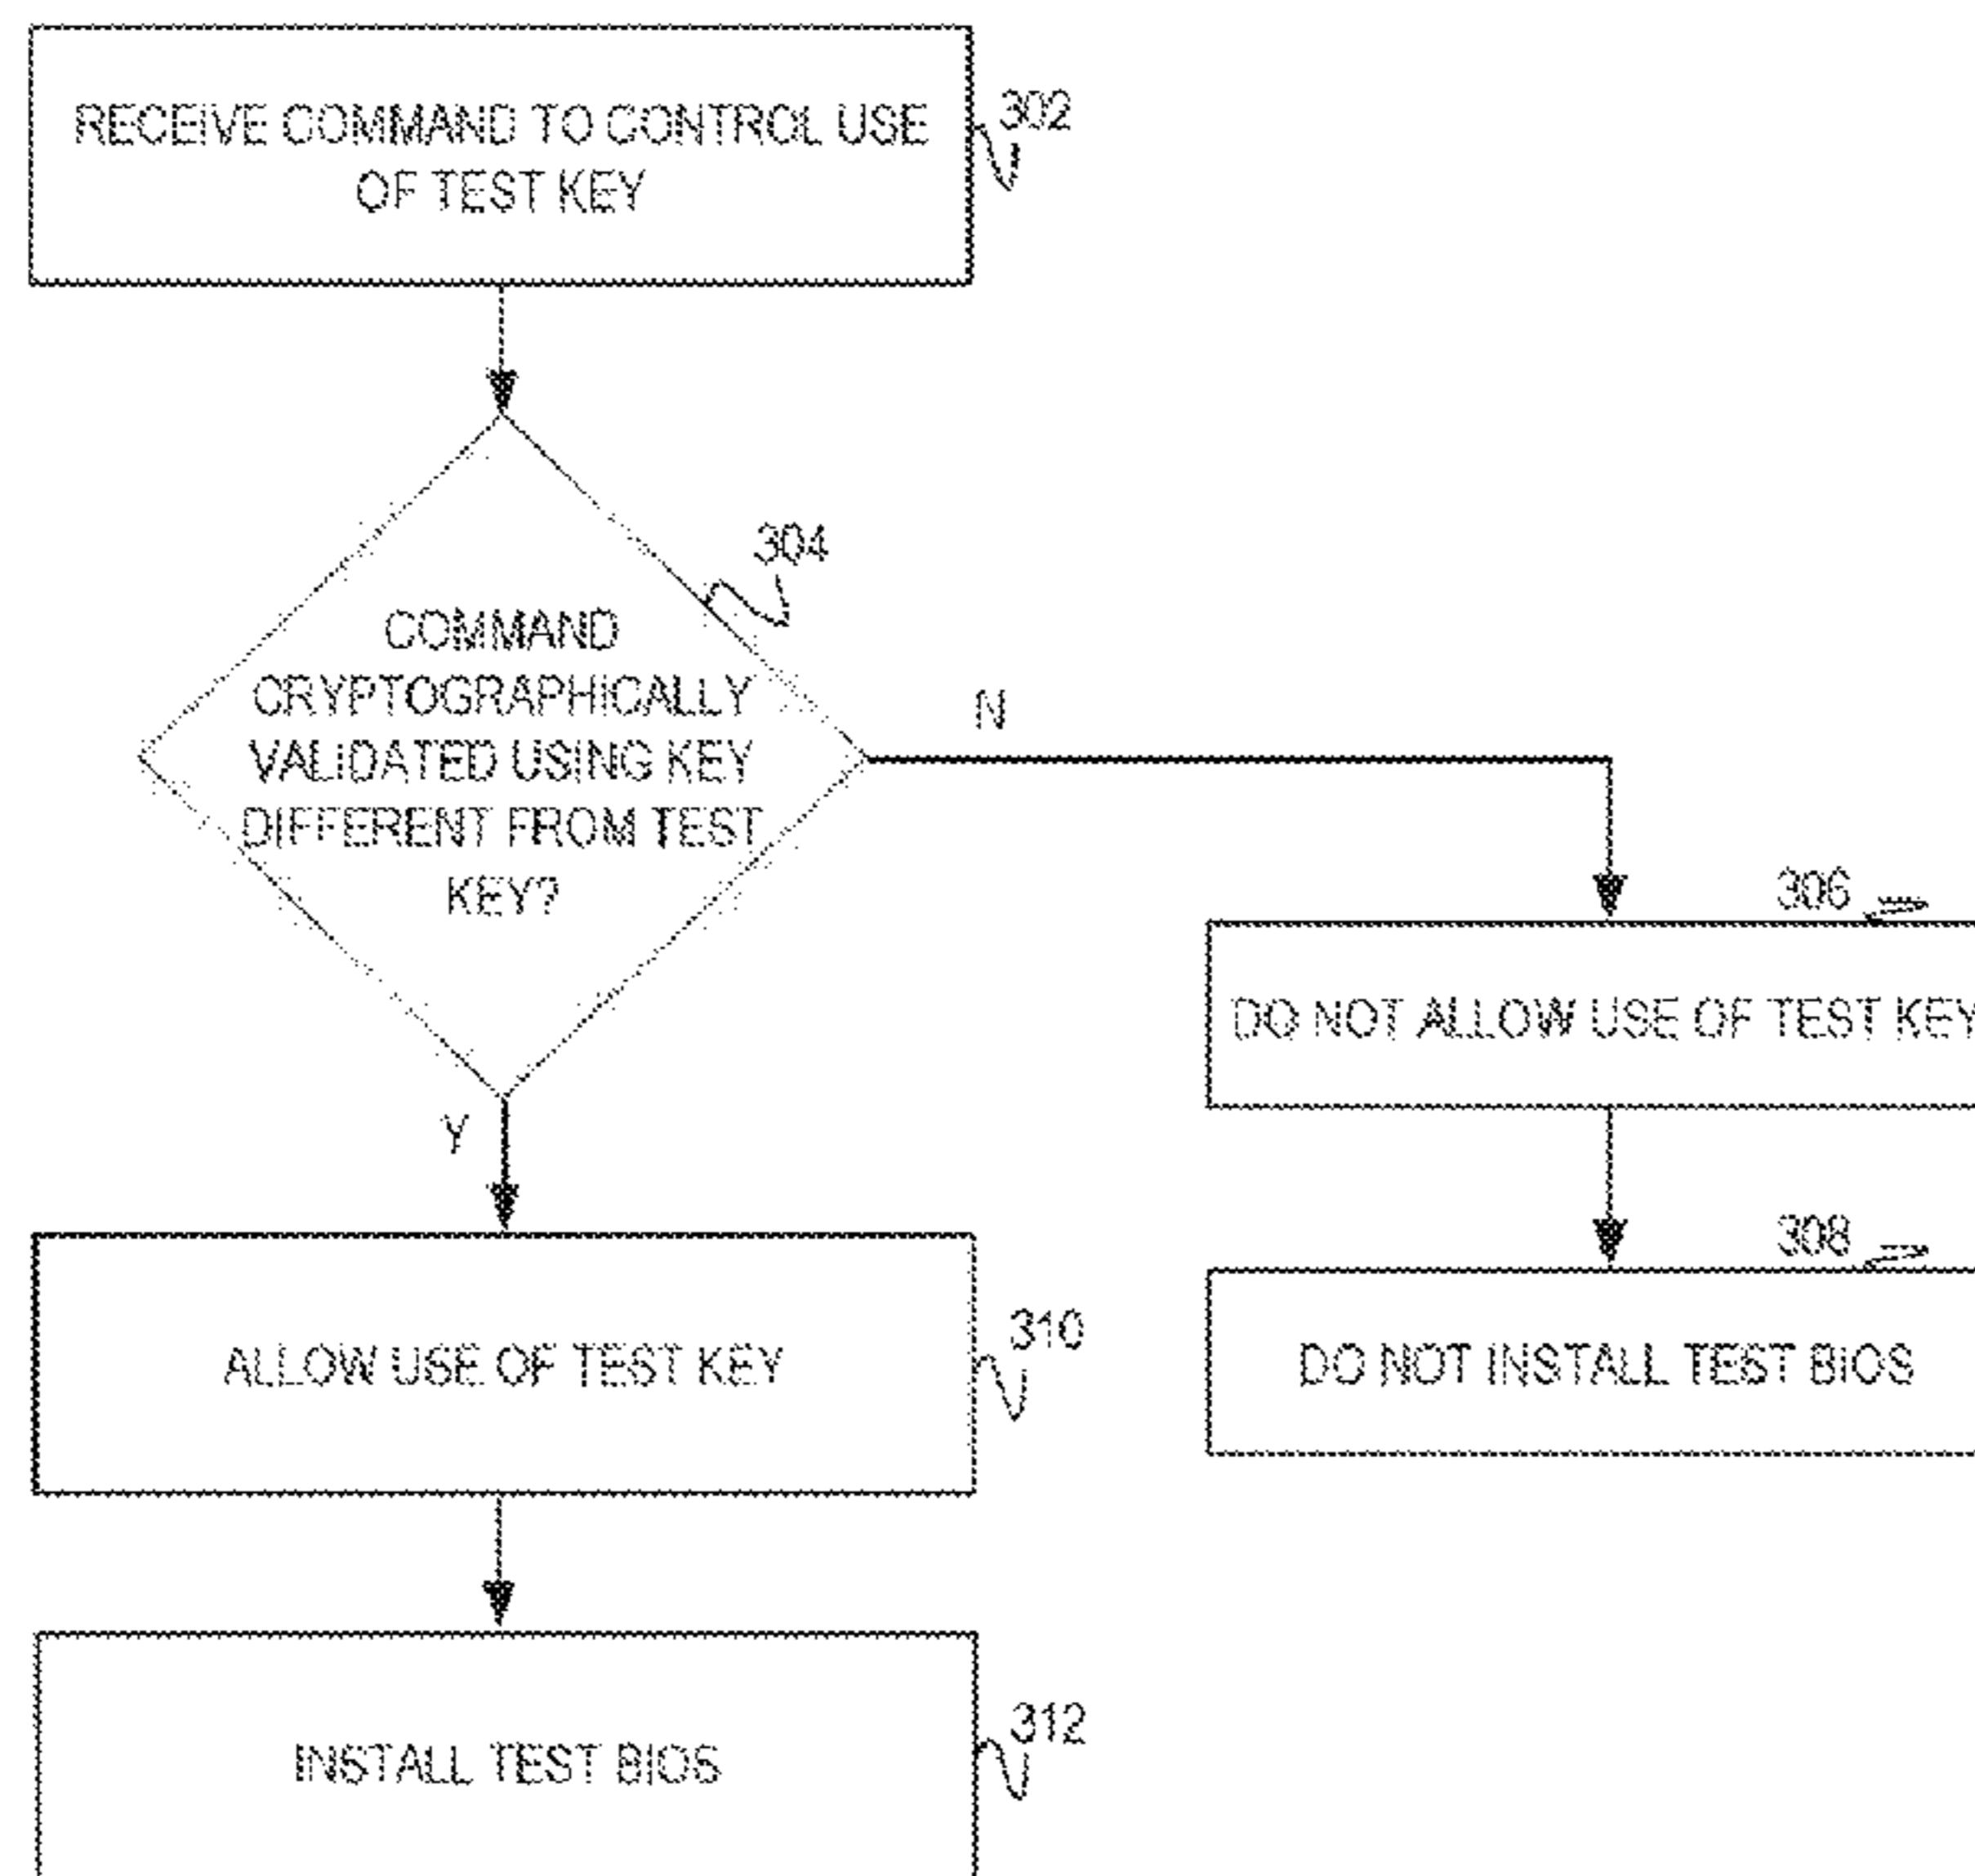 RECEIVE COMMAND TO CONTROL USE
OF TEST KEY
302
304
COMMAND
CRYPTOGRAPHICALLY
VALIDATED USING KEY
DIFFERENT FROM TEST
KEY?
N
Y
306
DO NOT ALLOW USE OF TEST KEY
308
DO NOT INSTALL TEST BIOS
ALLOW USE OF TEST KEY
310
INSTALL TEST BIOS
312